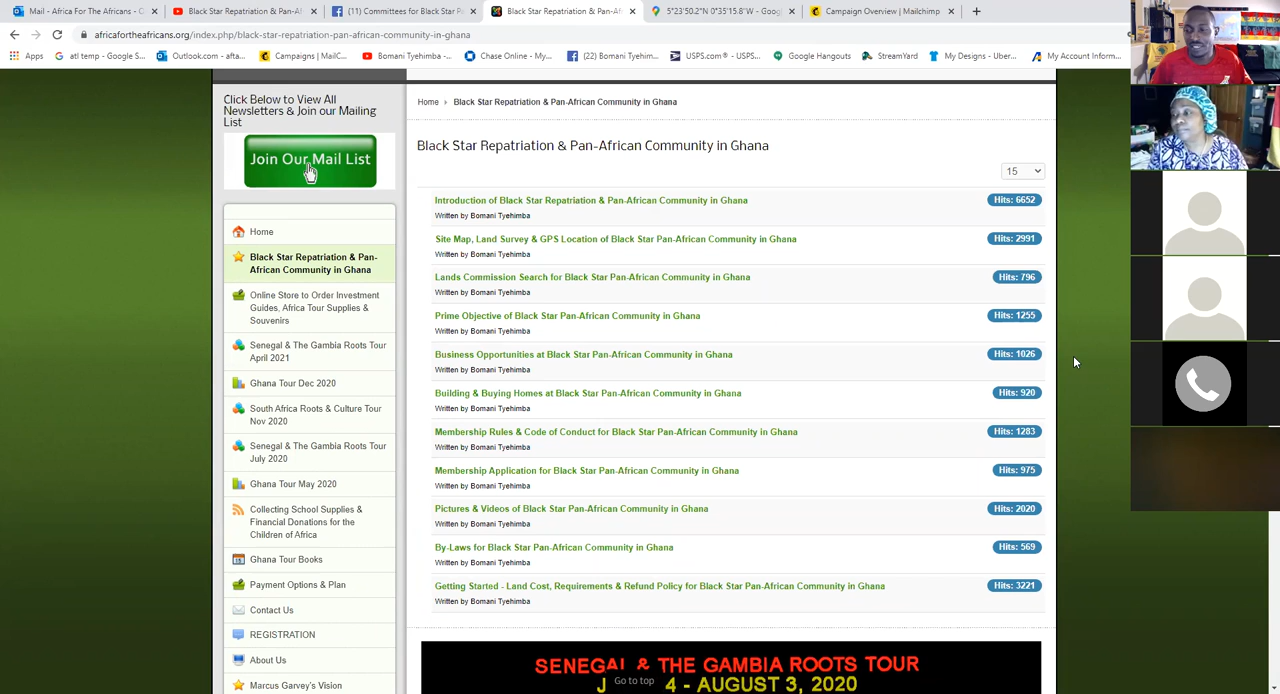 Mail - Africa For The Africans - O
Black Star Repatriation & Pan-Af
(11) Committees for Black Star Pa
Black Star Repatriation & Pan-Af
5°23'50.2"N 0°35'15.8"W - Goog
Campaign Overview | Mailchimp
africafortheafricans.org/index.php/black-star-repatriation-pan-african-community-in-ghana
Apps
atl temp - Google S...
Outlook.com - afta...
Campaigns | MailC...
Bomani Tyehimba -...
Chase Online - My...
(22) Bomani Tyehim...
USPS.com® - USPS...
Google Hangouts
StreamYard
My Designs - Uber...
My Account Inform...
Click Below to View All
Newsletters & Join our Mailing
List
Join Our Mail List
Home
Black Star Repatriation & Pan-
African Community in Ghana
Online Store to Order Investment
Guides, Africa Tour Supplies &
Souvenirs
Senegal & The Gambia Roots Tour
April 2021
Ghana Tour Dec 2020
South Africa Roots & Culture Tour
Nov 2020
Senegal & The Gambia Roots Tour
July 2020
Ghana Tour May 2020
Collecting School Supplies &
Financial Donations for the
Children of Africa
Ghana Tour Books
Payment Options & Plan
Contact Us
REGISTRATION
About Us
Marcus Garvey's Vision
Home Black Star Repatriation & Pan-African Community in Ghana
Black Star Repatriation & Pan-African Community in Ghana
15
Introduction of Black Star Repatriation & Pan-African Community in Ghana Hits: 6652
Written by Bomani Tyehimba
Site Map, Land Survey & GPS Location of Black Star Pan-African Community in Ghana Hits: 2991
Written by Bomani Tyehimba
Lands Commission Search for Black Star Pan-African Community in Ghana Hits: 796
Written by Bomani Tyehimba
Prime Objective of Black Star Pan-African Community in Ghana Hits: 1255
Written by Bomani Tyehimba
Business Opportunities at Black Star Pan-African Community in Ghana Hits: 1026
Written by Bomani Tyehimba
Building & Buying Homes at Black Star Pan-African Community in Ghana Hits: 920
Written by Bomani Tyehimba
Membership Rules & Code of Conduct for Black Star Pan-African Community in Ghana Hits: 1283
Written by Bomani Tyehimba
Membership Application for Black Star Pan-African Community in Ghana Hits: 975
Written by Bomani Tyehimba
Pictures & Videos of Black Star Pan-African Community in Ghana Hits: 2020
Written by Bomani Tyehimba
By-Laws for Black Star Pan-African Community in Ghana Hits: 569
Written by Bomani Tyehimba
Getting Started - Land Cost, Requirements & Refund Policy for Black Star Pan-African Community in Ghana Hits: 3221
Written by Bomani Tyehimba
SENEGAL & THE GAMBIA ROOTS TOUR
Go to top
4 - AUGUST 3, 2020